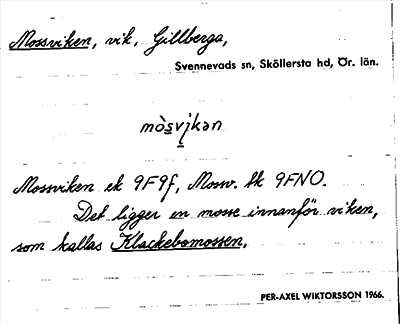 Mossviken, vik, Gillberga,
Svennevads sn, Sköllersta hd, Ör. län.
mòsvikan
Mossviken ek 9F9f, Mossv. tk 9FNO.
Det ligger en mosse innanför viken,
som kallas Klackebomossen.
PER-AXEL WIKTORSSON 1966.